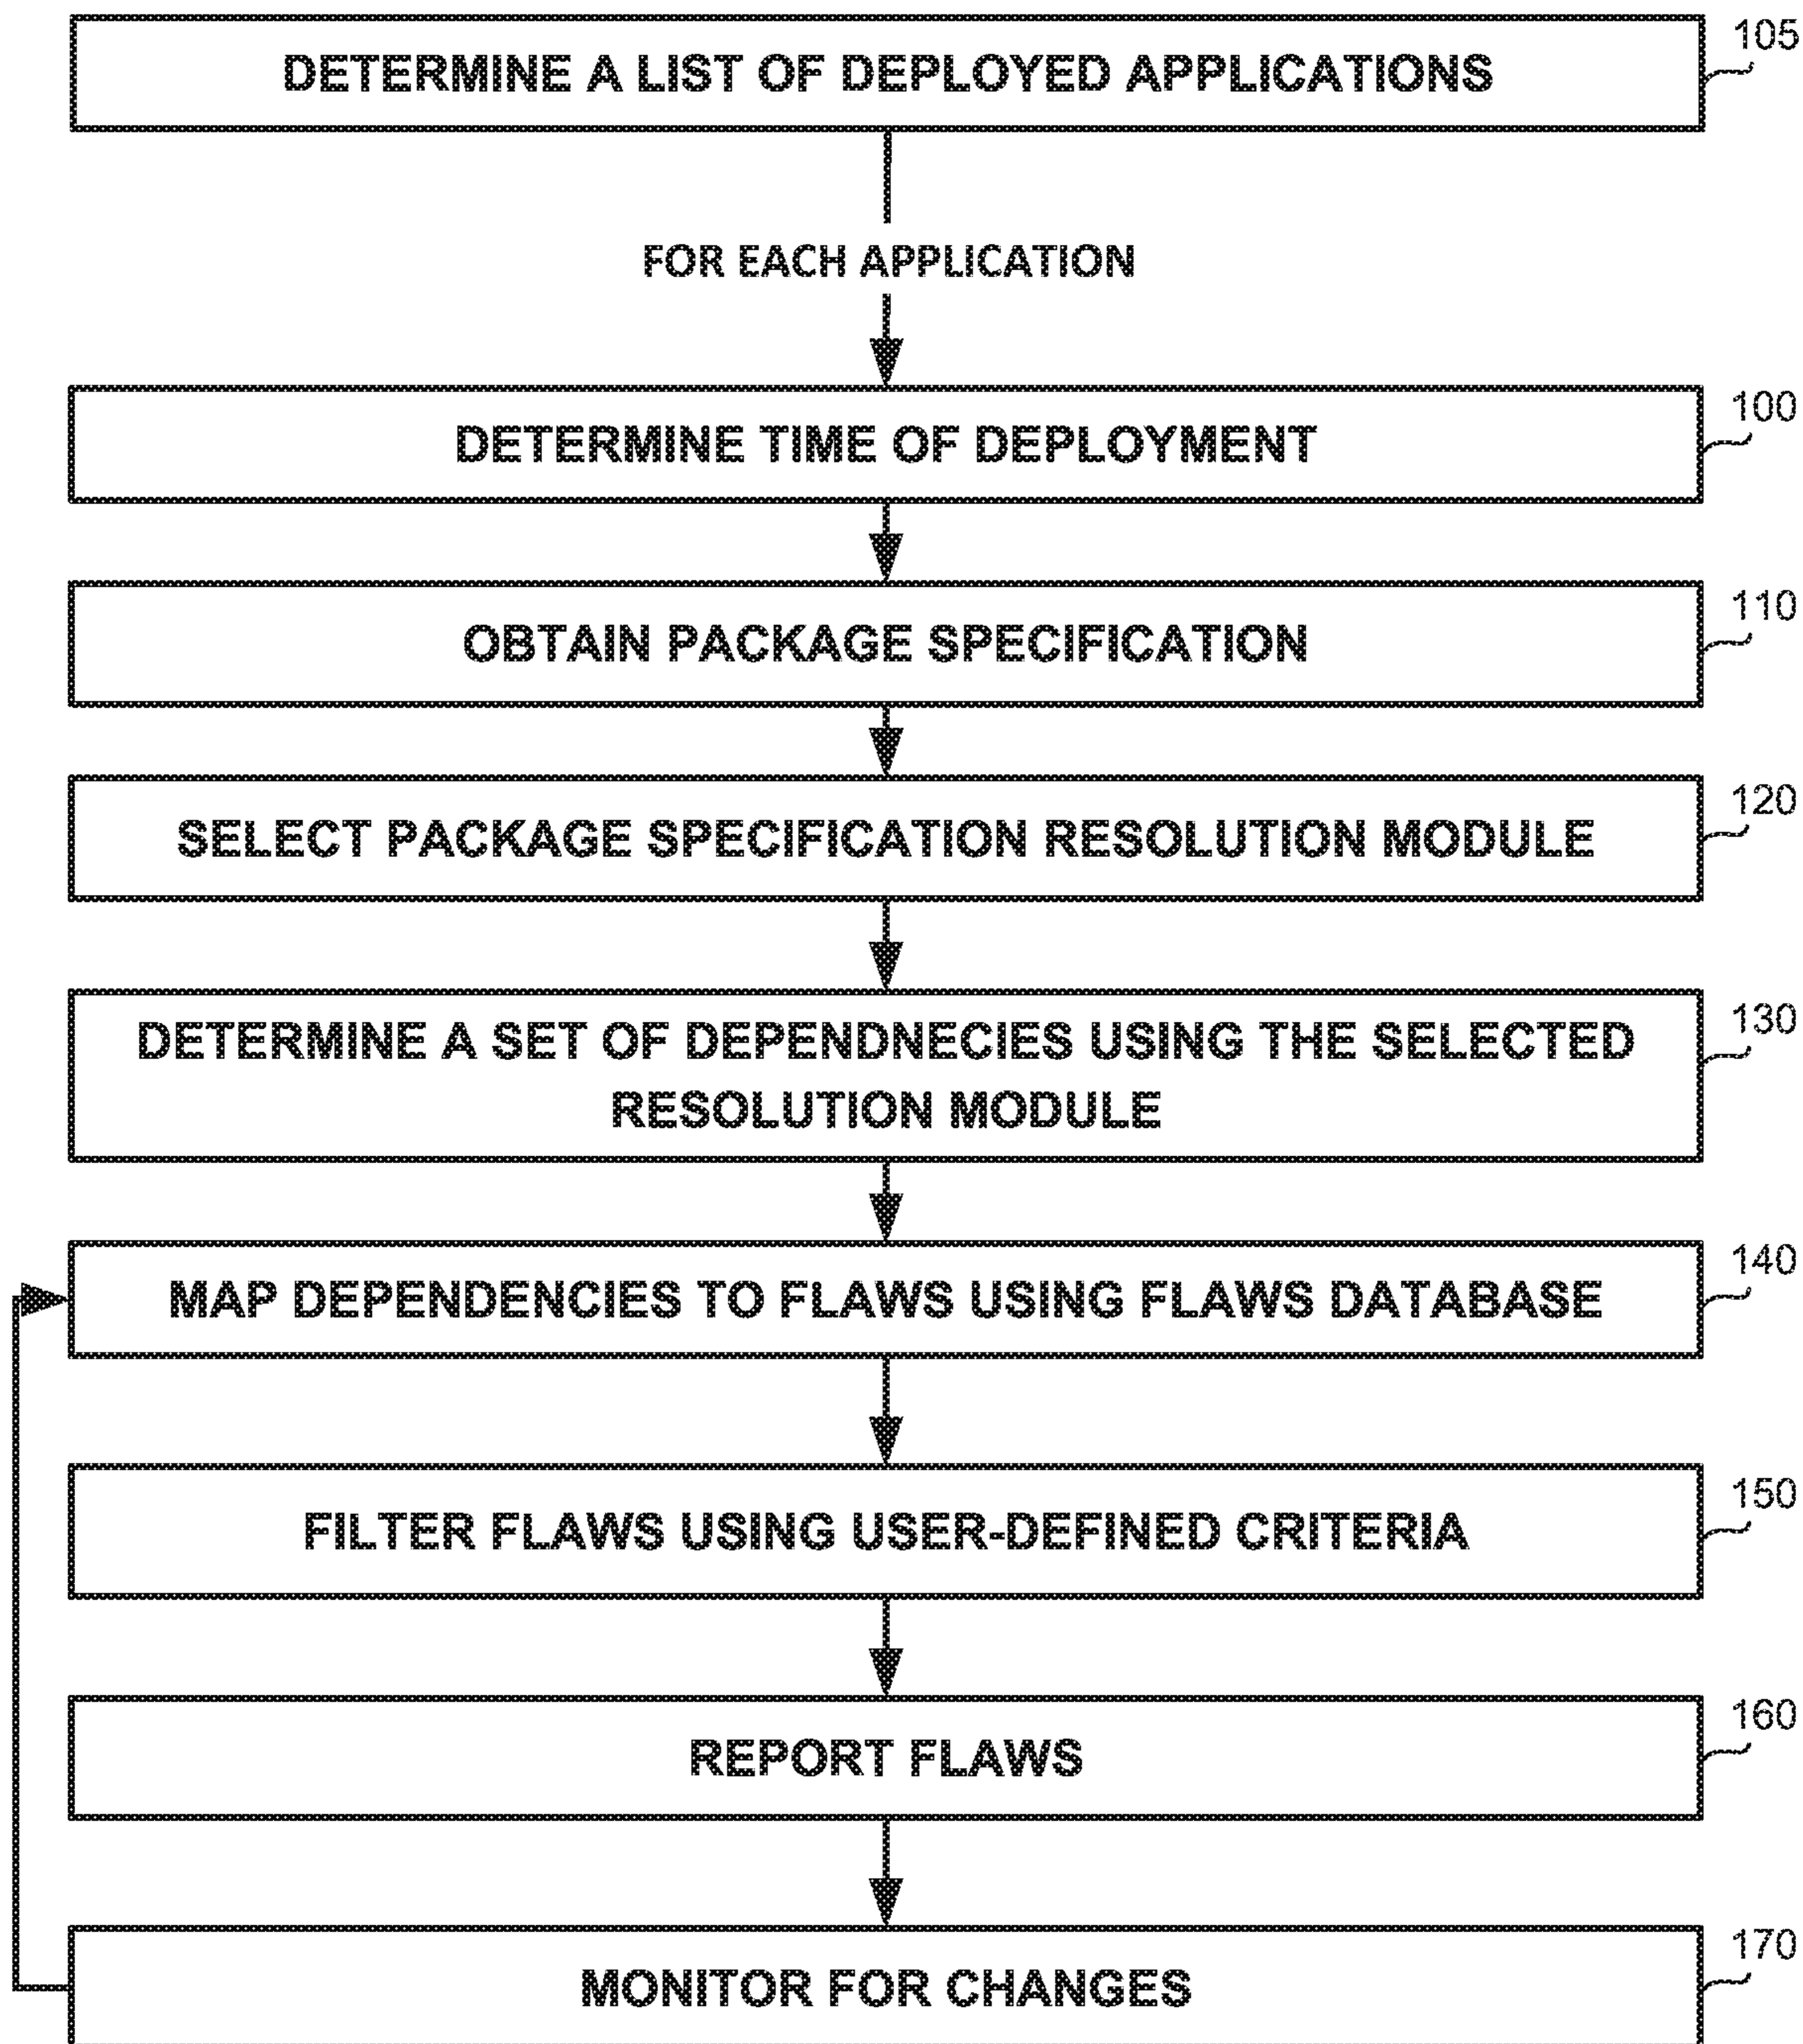 105
DETERMINE A LIST OF DEPLOYED APPLICATIONS
FOR EACH APPLICATION
100
DETERMINE TIME OF DEPLOYMENT
110
OBTAIN PACKAGE SPECIFICATION
120
SELECT PACKAGE SPECIFICATION RESOLUTION MODULE
130
DETERMINE A SET OF DEPENDNECIES USING THE SELECTED
RESOLUTION MODULE
140
MAP DEPENDENCIES TO FLAWS USING FLAWS DATABASE
150
FILTER FLAWS USING USER-DEFINED CRITERIA
160
REPORT FLAWS
170
MONITOR FOR CHANGES